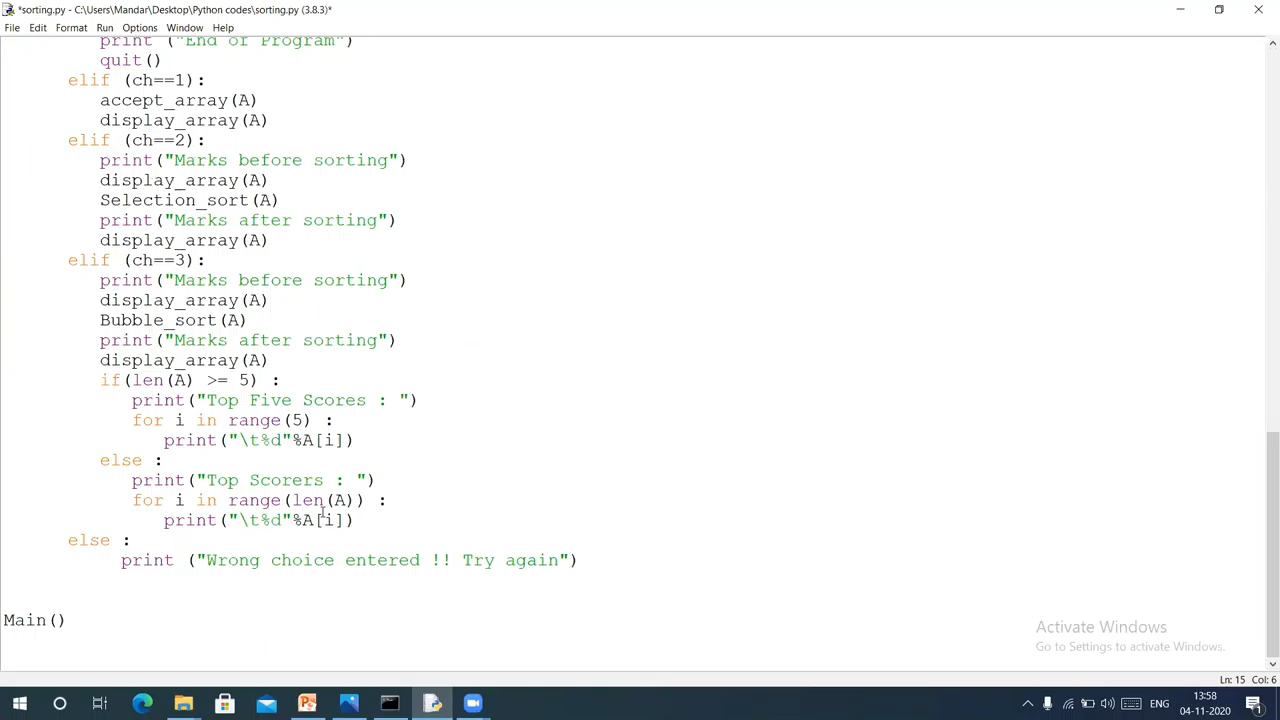 *sorting.py - C:\Users\Mandar\Desktop\Python codes\sorting.py (3.8.3)*
File Edit Format Run Options Window Help
print ("End of Program")
quit()
elif (ch==1):
accept_array(A)
display_array(A)
elif (ch==2):
print("Marks before sorting")
display_array(A)
Selection_sort(A)
print("Marks after sorting")
display_array(A)
elif (ch==3):
print("Marks before sorting")
display_array(A)
Bubble_sort(A)
print("Marks after sorting")
display_array(A)
if(len(A) >= 5) :
print("Top Five Scores : ")
for i in range(5) :
print("\t%d"%A[i])
else :
print("Top Scorers : ")
for i in range(len(A)) :
print("\t%d"%A[i])
else :
print ("Wrong choice entered !! Try again")
Main()
Activate Windows
Go to Settings to activate Windows.
Ln: 15 Col: 6
ENG
13:58
04-11-2020
1